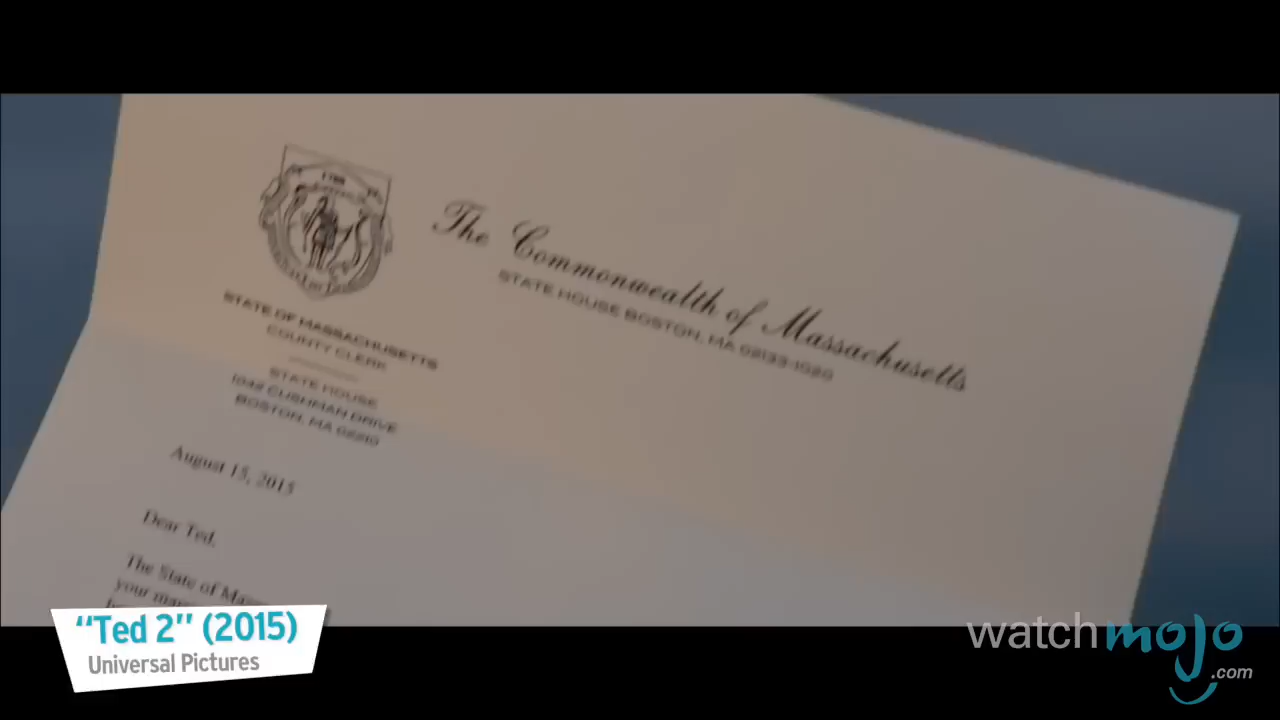 The Commonwealth of Massachusetts
STATE HOUSE BOSTON, MA 02133-1020
STATE OF MASSACHUSETTS
COUNTY CLERK
STATE HOUSE
1042 CUSHMAN DRIVE
BOSTON, MA 02210
August 15, 2015
Dear Ted,
The State of
your
“Ted 2” (2015)
Universal Pictures
watchmojo
.com